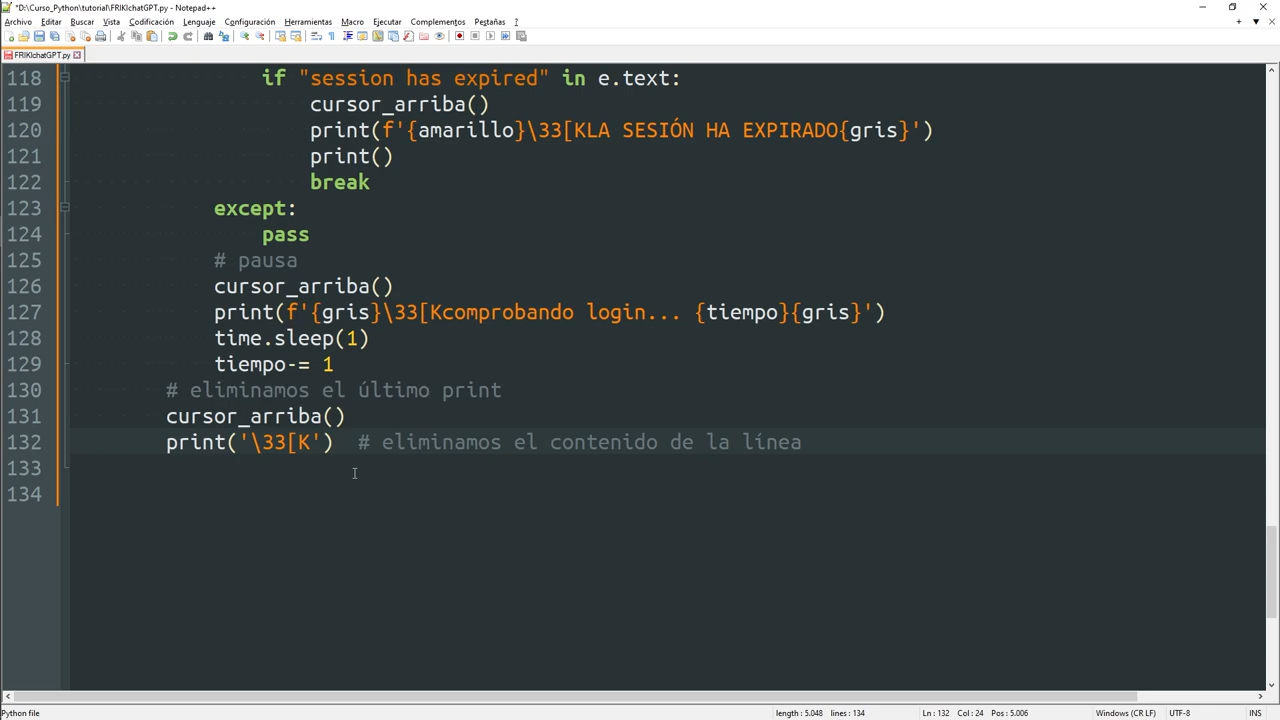 *D:\Curso_Python\tutorial\FRIKIchatGPT.py - Notepad++
Archivo Editar Buscar Vista Codificación Lenguaje Configuración Herramientas Macro Ejecutar Complementos Pestañas ?
FRIKIchatGPT.py
118 if "session has expired" in e.text:
119 cursor_arriba()
120 print(f'{amarillo}\33[KLA SESIÓN HA EXPIRADO{gris}')
121 print()
122 break
123 except:
124 pass
125 # pausa
126 cursor_arriba()
127 print(f'{gris}\33[Kcomprobando login... {tiempo}{gris}')
128 time.sleep(1)
129 tiempo-= 1
130 # eliminamos el último print
131 cursor_arriba()
132 print('\33[K')  # eliminamos el contenido de la línea
133
134
Python file length : 5.048 lines : 134 Ln : 132 Col : 24 Pos : 5.006 Windows (CR LF) UTF-8 INS